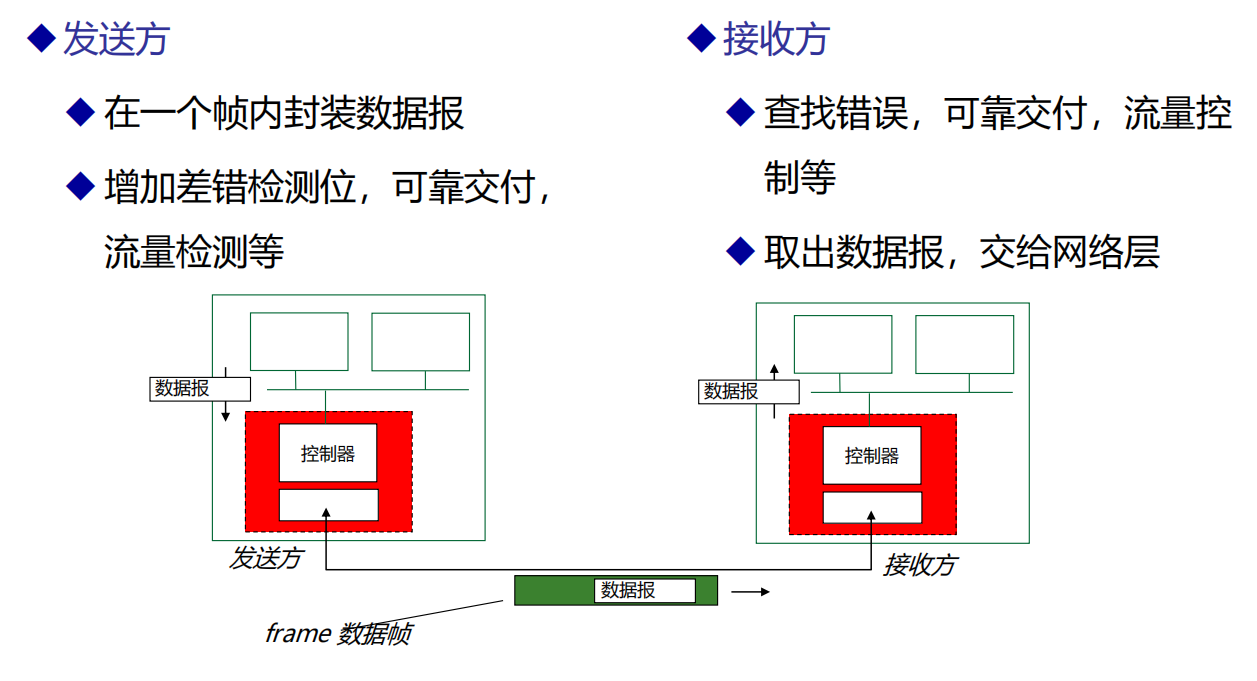 发送方
在一个帧内封装数据报
增加差错检测位，可靠交付，
流量检测等
接收方
查找错误，可靠交付，流量控
制等
取出数据报，交给网络层
数据报
控制器
发送方
数据报
控制器
接收方
数据报
frame 数据帧